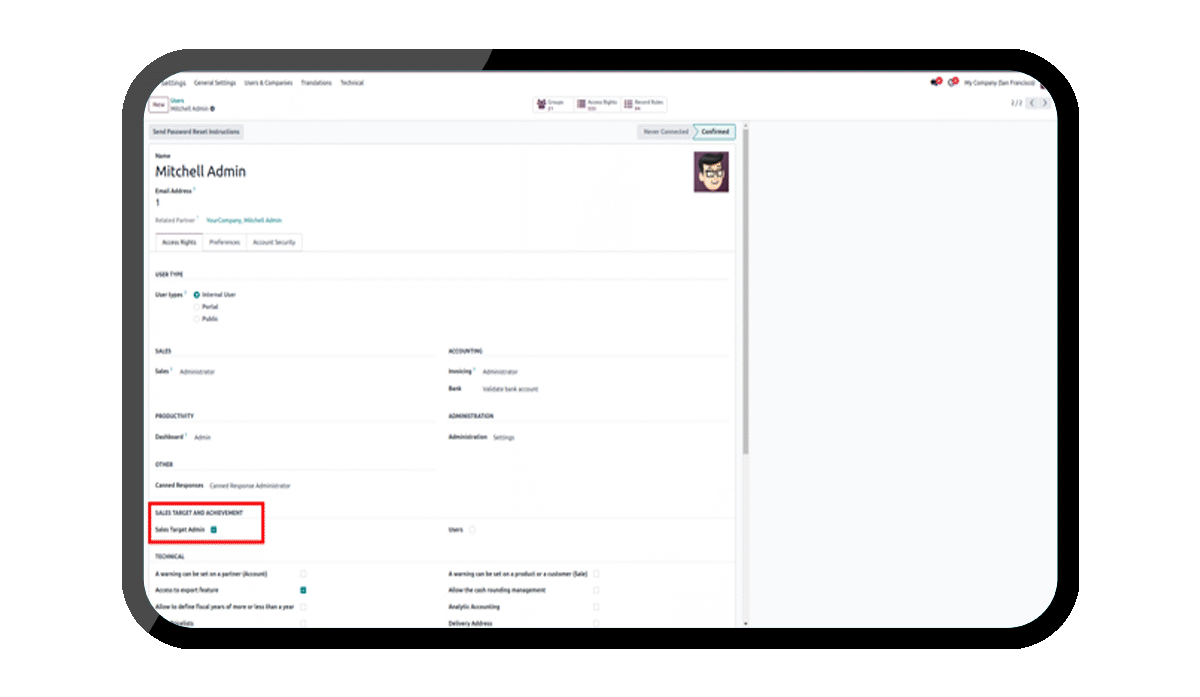 Settings General Settings Users & Companies Translations Technical My Company (San Francisco)
New Users Groups Access Rights Record Rules
Mitchell Admin 2/2
Send Password Reset Instructions Never Connected Confirmed
Name
Mitchell Admin
Email Address ?
1
Related Partner ? YourCompany, Mitchell Admin
Access Rights Preferences Account Security
USER TYPE
User types ? Internal User
Portal
Public
SALES ACCOUNTING
Sales ? Administrator Invoicing ? Administrator
Bank Validate bank account
PRODUCTIVITY ADMINISTRATION
Dashboard ? Admin Administration Settings
OTHER
Canned Responses Canned Response Administrator
SALES TARGET AND ACHIEVEMENT
Sales Target Admin Users
TECHNICAL
A warning can be set on a partner (Account) A warning can be set on a product or a customer (Sale)
Access to export feature Allow the cash rounding management
Allow to define fiscal years of more or less than a year Analytic Accounting
Pricelists Delivery Address